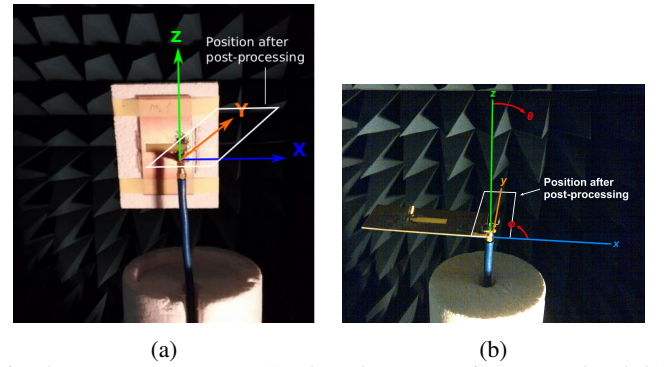 Z
Position after
post-processing
Y
X
z
θ
y
Position after
post-processing
φ
x
(a)
(b)